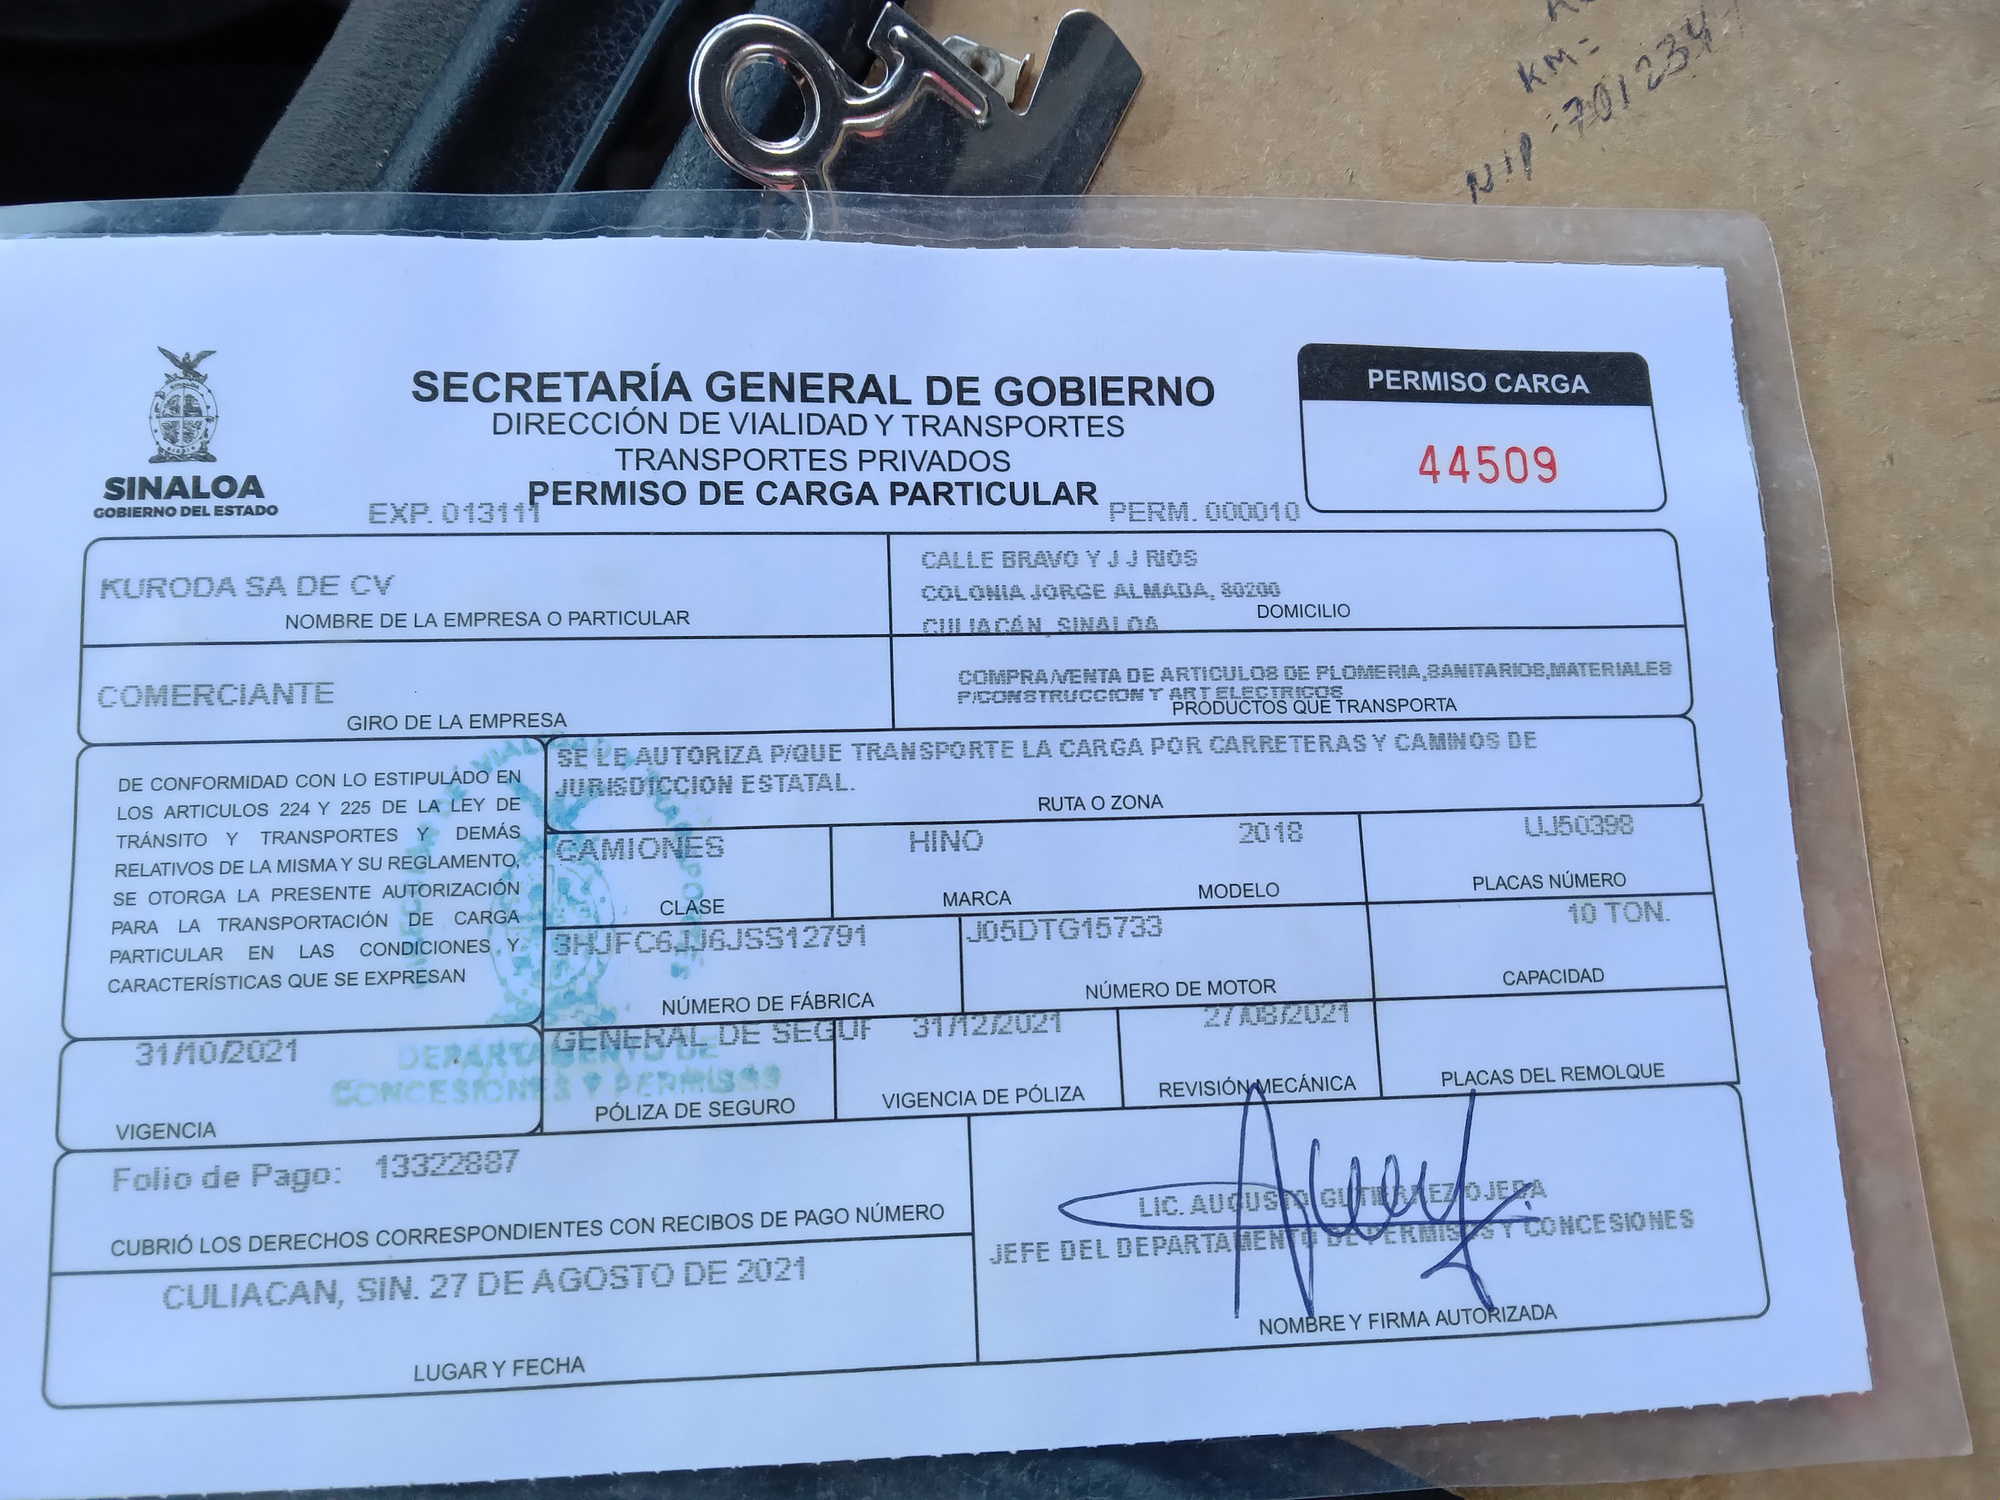 KM=
NIP: 701234
SINALOA
GOBIERNO DEL ESTADO
SECRETARÍA GENERAL DE GOBIERNO
DIRECCIÓN DE VIALIDAD Y TRANSPORTES
TRANSPORTES PRIVADOS
PERMISO DE CARGA PARTICULAR
EXP. 013111
PERM. 000010
PERMISO CARGA
44509
KURODA SA DE CV
NOMBRE DE LA EMPRESA O PARTICULAR
CALLE BRAVO Y J J RIOS
COLONIA JORGE ALMADA, 80200
CULIACÁN, SINALOA
DOMICILIO
COMERCIANTE
GIRO DE LA EMPRESA
COMPRA/VENTA DE ARTICULOS DE PLOMERIA,SANITARIOS,MATERIALES
P/CONSTRUCCION Y ART ELECTRICOS
PRODUCTOS QUE TRANSPORTA
DE CONFORMIDAD CON LO ESTIPULADO EN
LOS ARTICULOS 224 Y 225 DE LA LEY DE
TRÁNSITO Y TRANSPORTES Y DEMÁS
RELATIVOS DE LA MISMA Y SU REGLAMENTO,
SE OTORGA LA PRESENTE AUTORIZACIÓN
PARA LA TRANSPORTACIÓN DE CARGA
PARTICULAR EN LAS CONDICIONES Y
CARACTERÍSTICAS QUE SE EXPRESAN
SE LE AUTORIZA P/QUE TRANSPORTE LA CARGA POR CARRETERAS Y CAMINOS DE
JURISDICCION ESTATAL.
RUTA O ZONA
CAMIONES
CLASE
HINO
MARCA
2018
MODELO
UJ50398
PLACAS NÚMERO
3HJFC6JJ6JSS12791
NÚMERO DE FÁBRICA
J05DTG15733
NÚMERO DE MOTOR
10 TON.
CAPACIDAD
31/10/2021
VIGENCIA
DEPARTAMENTO DE
CONCESIONES Y PERMISOS
GENERAL DE SEGUR
PÓLIZA DE SEGURO
31/12/2021
VIGENCIA DE PÓLIZA
27/08/2021
REVISIÓN MECÁNICA
PLACAS DEL REMOLQUE
Folio de Pago: 13322887
CUBRIÓ LOS DERECHOS CORRESPONDIENTES CON RECIBOS DE PAGO NÚMERO
CULIACAN, SIN. 27 DE AGOSTO DE 2021
LUGAR Y FECHA
LIC. AUGUSTO GUTIERREZ OJEDA
JEFE DEL DEPARTAMENTO DE PERMISOS Y CONCESIONES
NOMBRE Y FIRMA AUTORIZADA